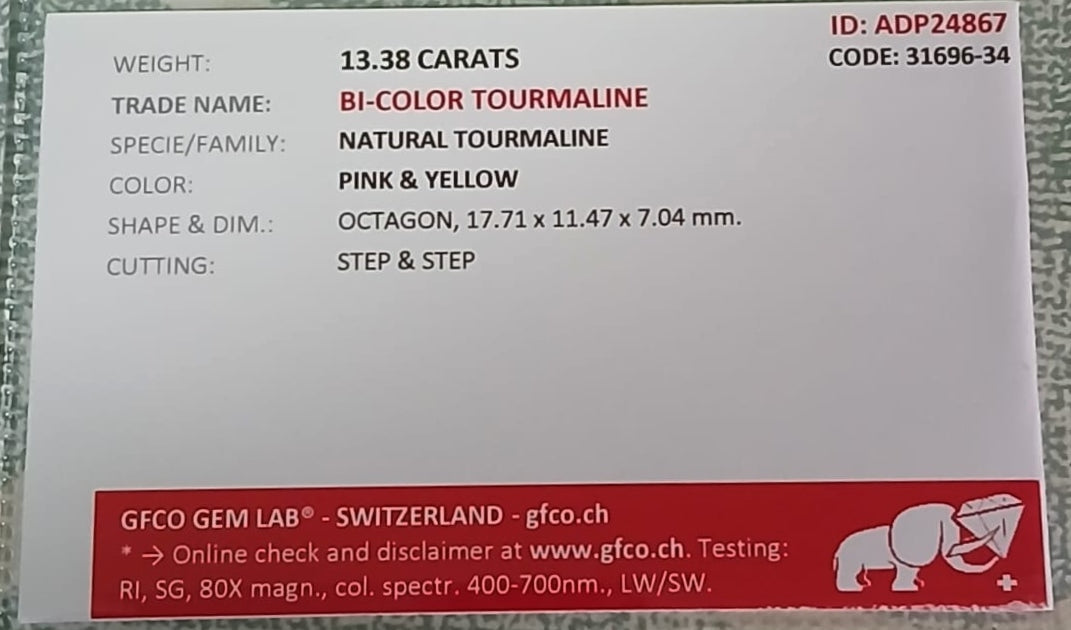 ID: ADP24867
CODE: 31696-34
WEIGHT: 13.38 CARATS
TRADE NAME: BI-COLOR TOURMALINE
SPECIE/FAMILY: NATURAL TOURMALINE
COLOR: PINK & YELLOW
SHAPE & DIM.: OCTAGON, 17.71 x 11.47 x 7.04 mm.
CUTTING: STEP & STEP
GFCO GEM LAB® - SWITZERLAND - gfco.ch
* → Online check and disclaimer at www.gfco.ch. Testing:
RI, SG, 80X magn., col. spectr. 400-700nm., LW/SW.